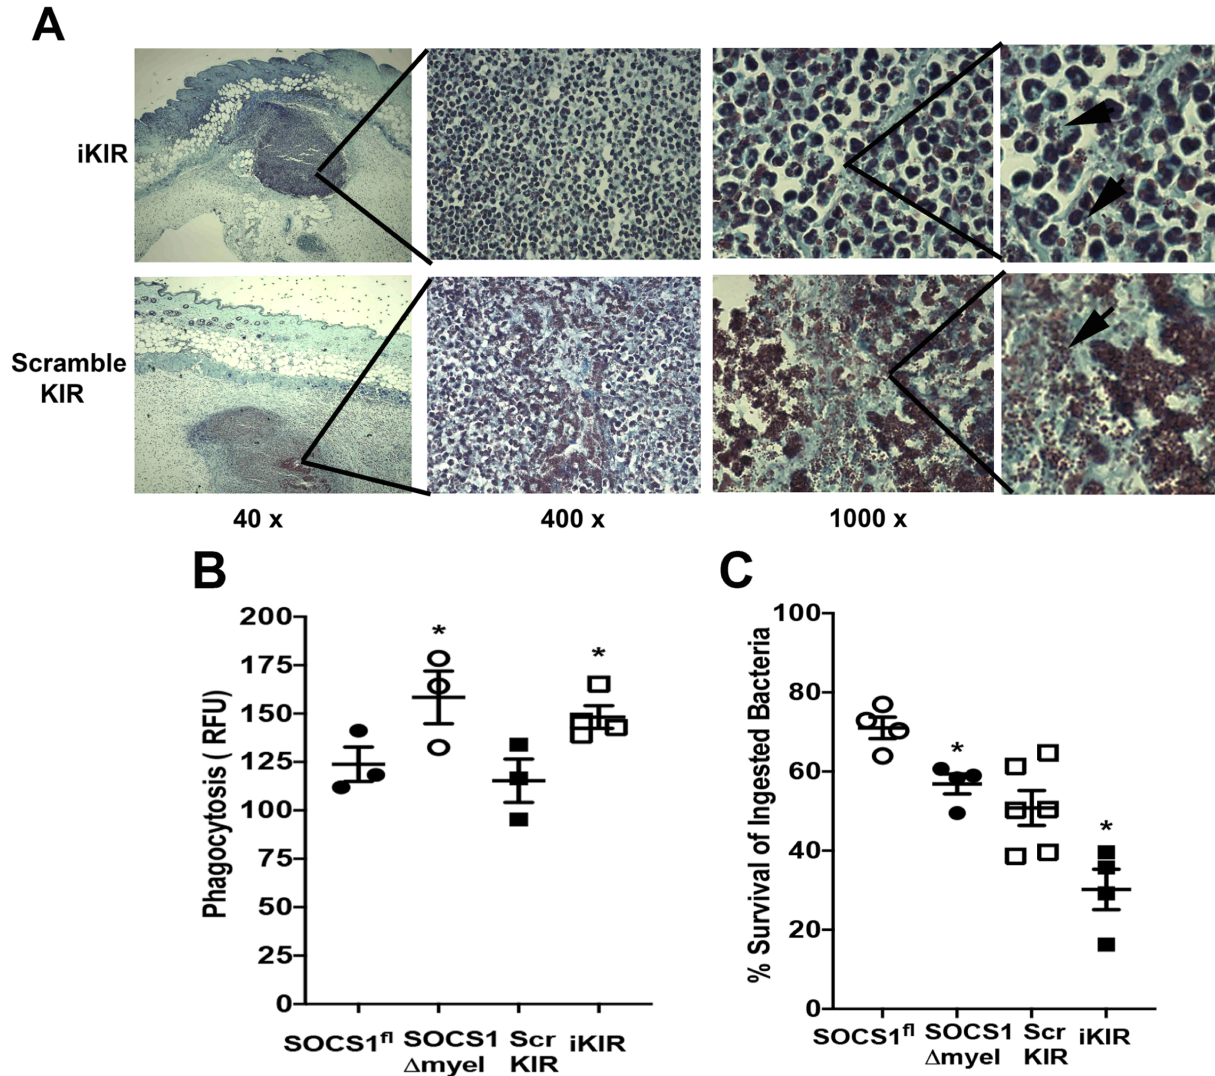 A
iKIR
Scramble
KIR
40 x
400 x
1000 x
B
Phagocytosis ( RFU)
200
175
150
125
100
75
50
25
0
*
*
SOCS1fl
SOCS1
Δmyel
Scr
KIR
iKIR
C
% Survival of Ingested Bacteria
100
80
60
40
20
0
*
*
SOCS1fl
SOCS1
Δmyel
Scr
KIR
iKIR